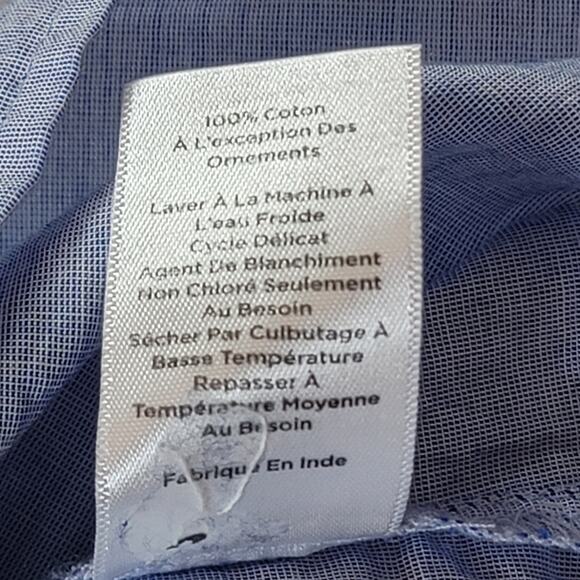 100% Coton
À L'exception Des
Ornements
Laver À La Machine À
L'eau Froide
Cycle Délicat
Agent De Blanchiment
Non Chloré Seulement
Au Besoin
Sécher Par Culbutage À
Basse Température
Repasser À
Température Moyenne
Au Besoin
Fabriqué En Inde